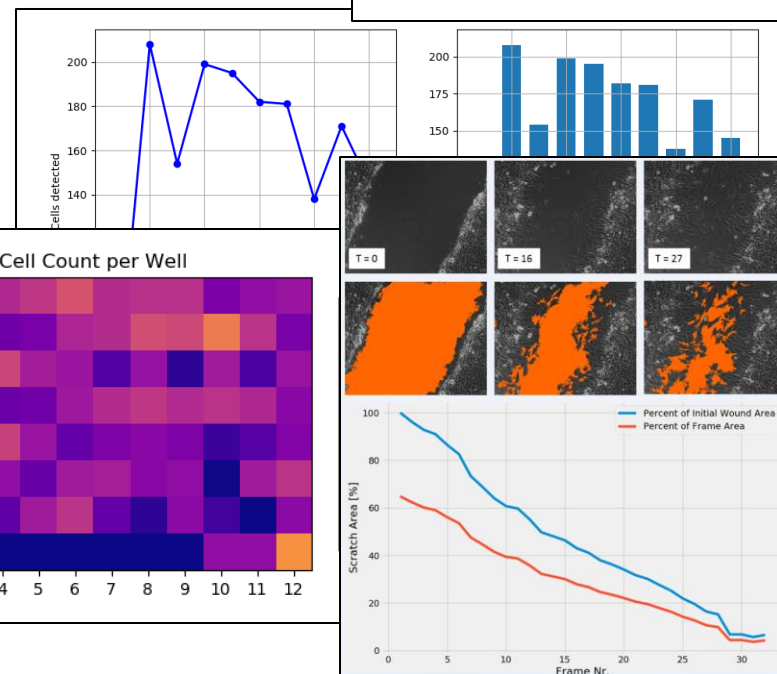 200
180
160
140
Cells detected
200
175
150
Cell Count per Well
4 5 6 7 8 9 10 11 12
T = 0
T = 16
T = 27
Percent of Initial Wound Area
Percent of Frame Area
100
80
60
40
20
0
Scratch Area [%]
0 5 10 15 20 25 30
Frame Nr.